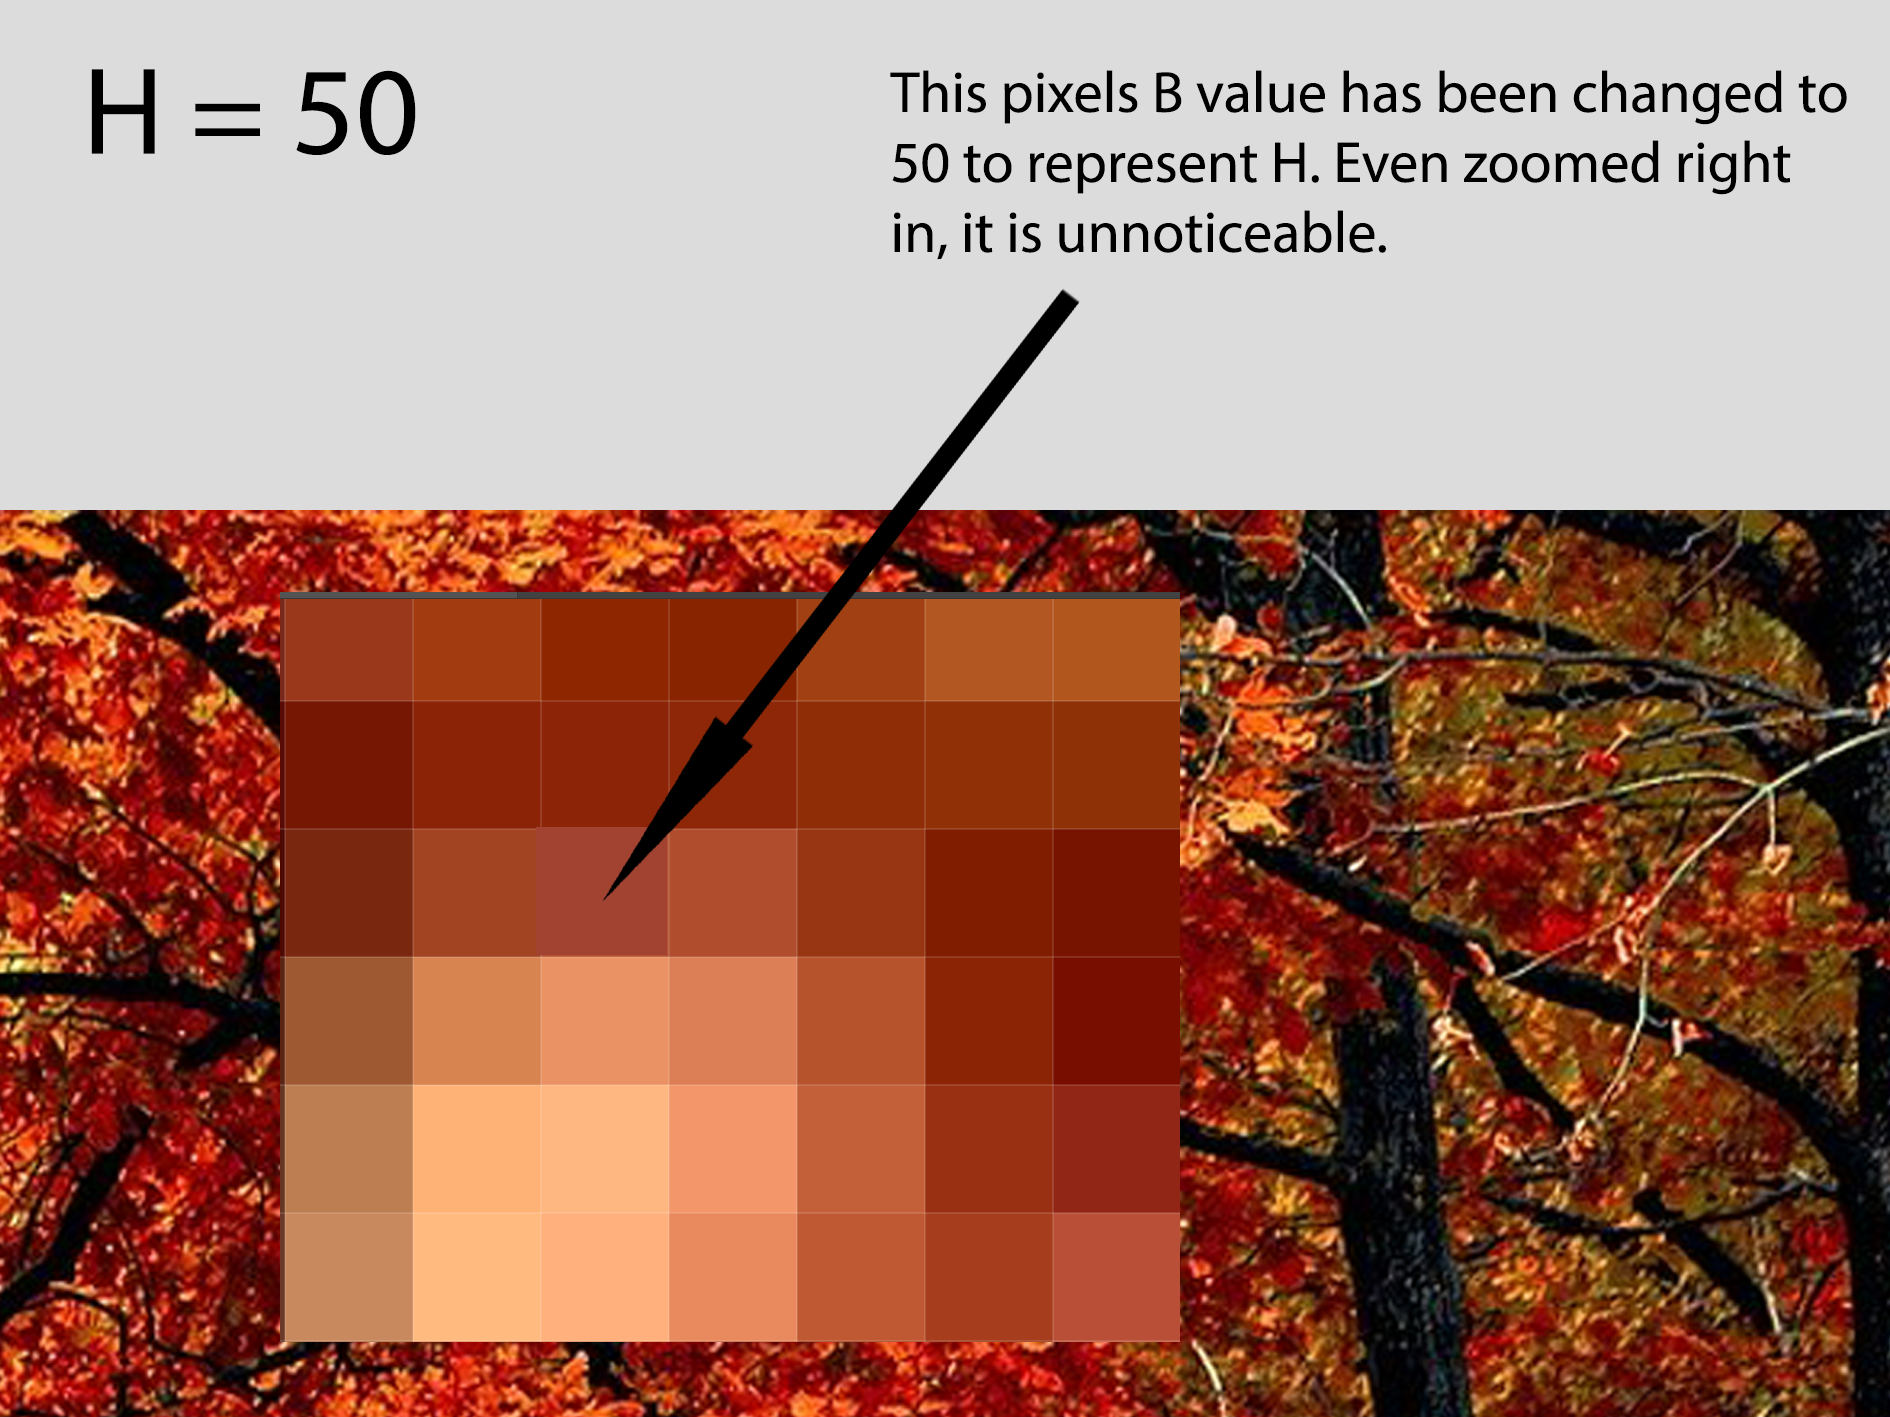 H = 50
This pixels B value has been changed to
50 to represent H. Even zoomed right
in, it is unnoticeable.